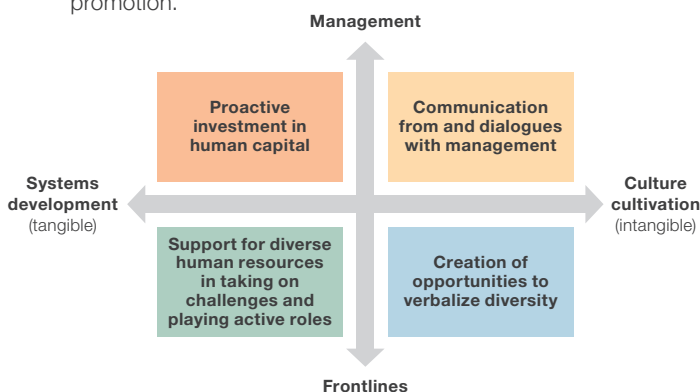 promotion.
Management
Proactive
investment in
human capital
Communication
from and dialogues
with management
Systems
development
(tangible)
Culture
cultivation
(intangible)
Support for diverse
human resources
in taking on
challenges and
playing active roles
Creation of
opportunities to
verbalize diversity
Frontlines